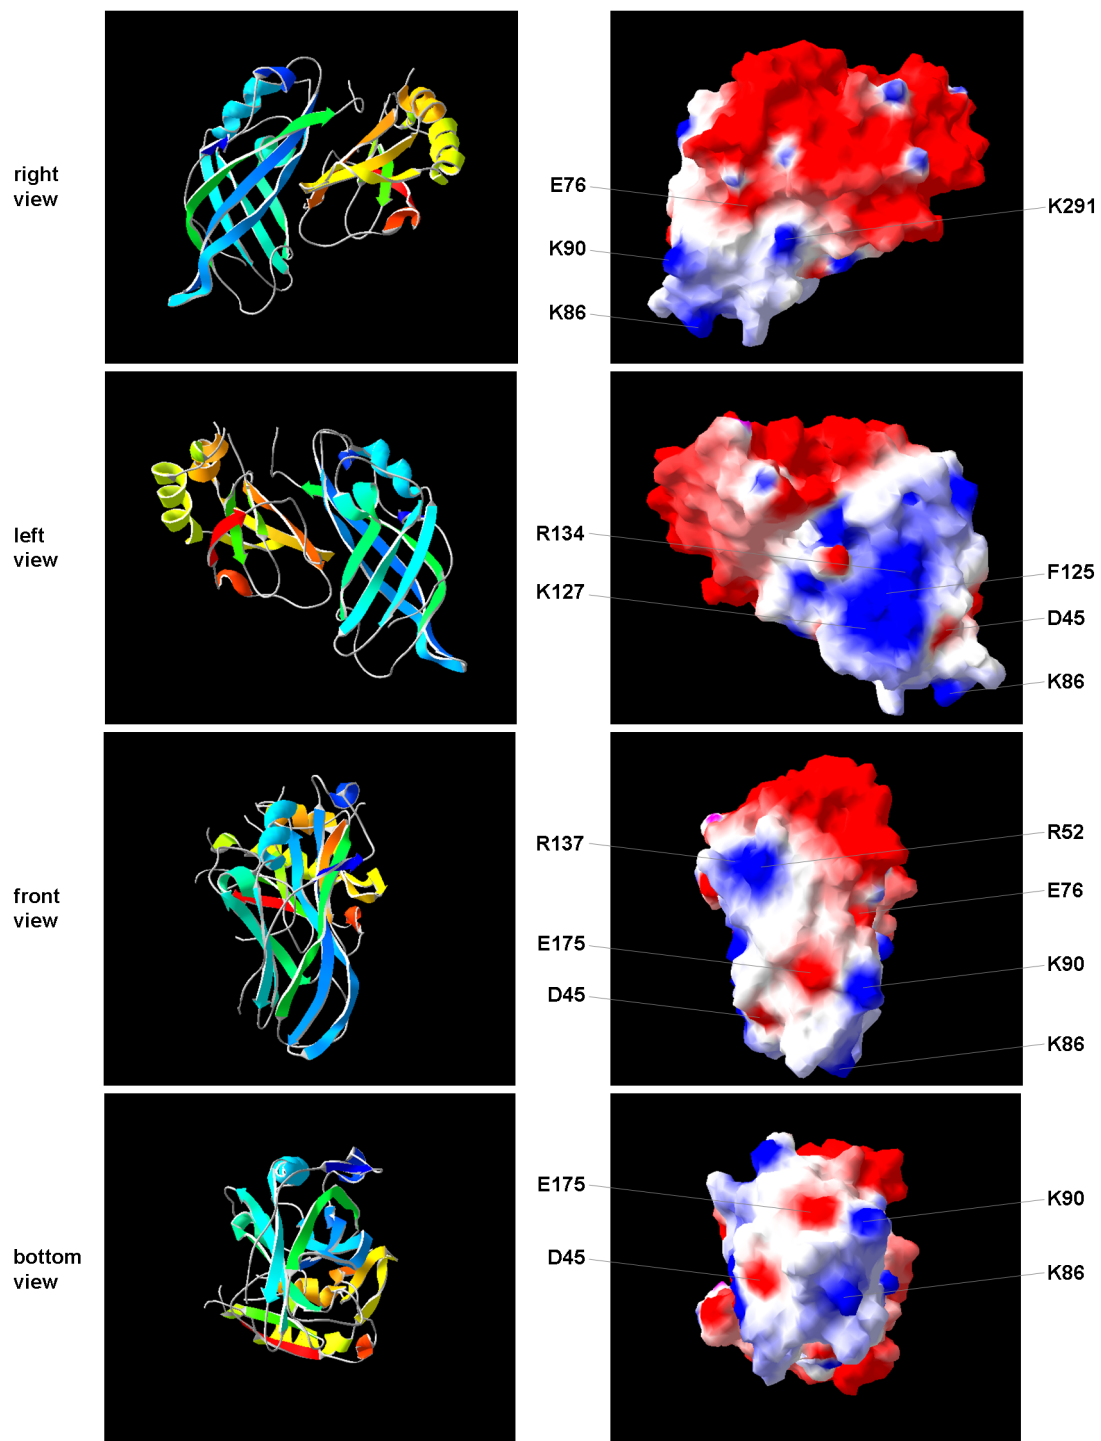 right
view
E76
K90
K86
K291
left
view
R134
K127
F125
D45
K86
front
view
R137
E175
D45
R52
E76
K90
K86
bottom
view
E175
D45
K90
K86